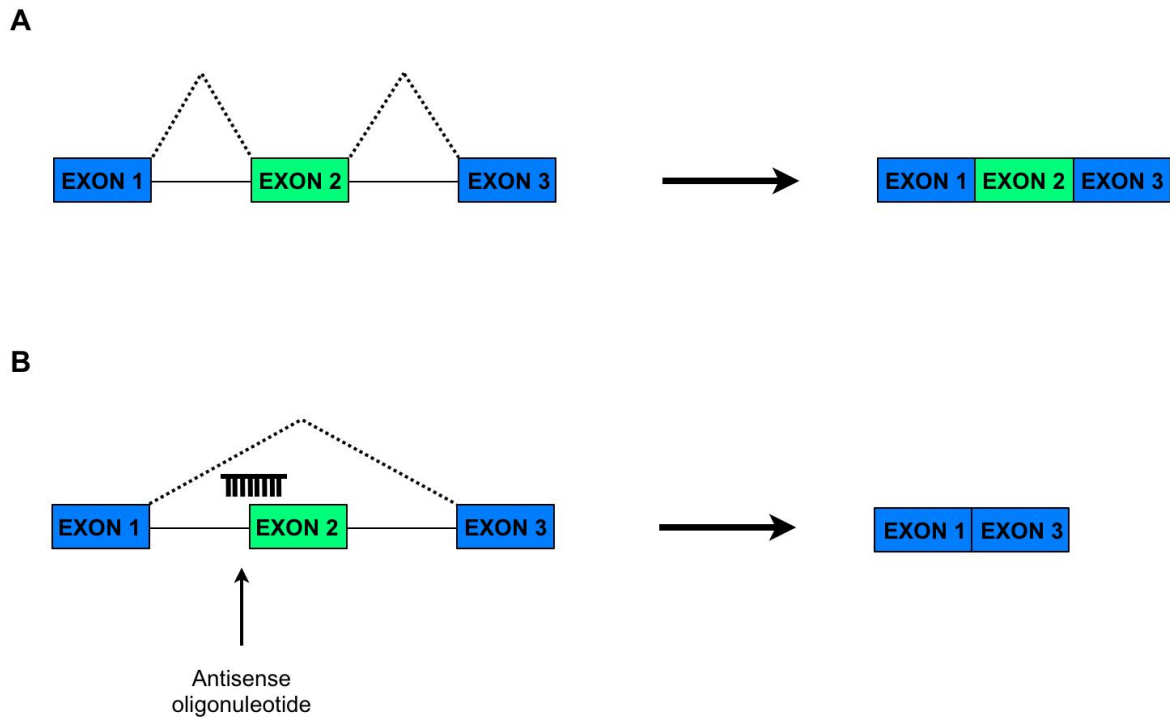 A
EXON 1 EXON 2 EXON 3 EXON 1 EXON 2 EXON 3
B
EXON 1 EXON 2 EXON 3 EXON 1 EXON 3
Antisense
oligonuleotide